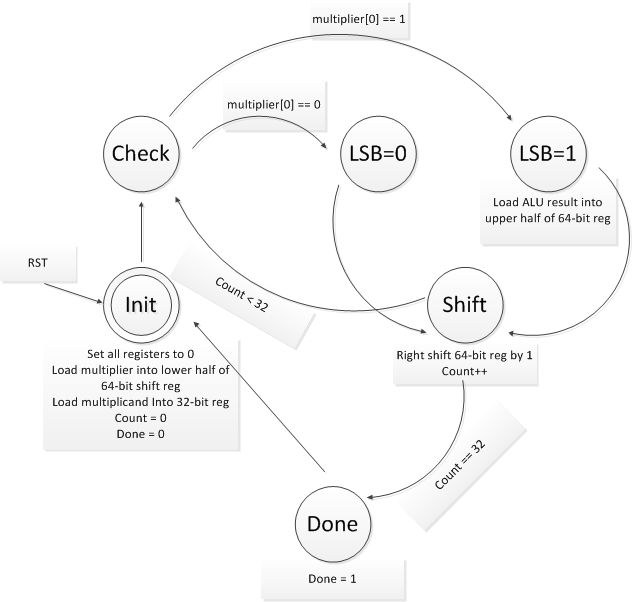 multiplier[0] == 1
multiplier[0] == 0
Check
LSB=0
LSB=1
Load ALU result into
upper half of 64-bit reg
RST
Count < 32
Init
Shift
Set all registers to 0
Load multiplier into lower half of
64-bit shift reg
Load multiplicand Into 32-bit reg
Count = 0
Done = 0
Right shift 64-bit reg by 1
Count++
Count == 32
Done
Done = 1